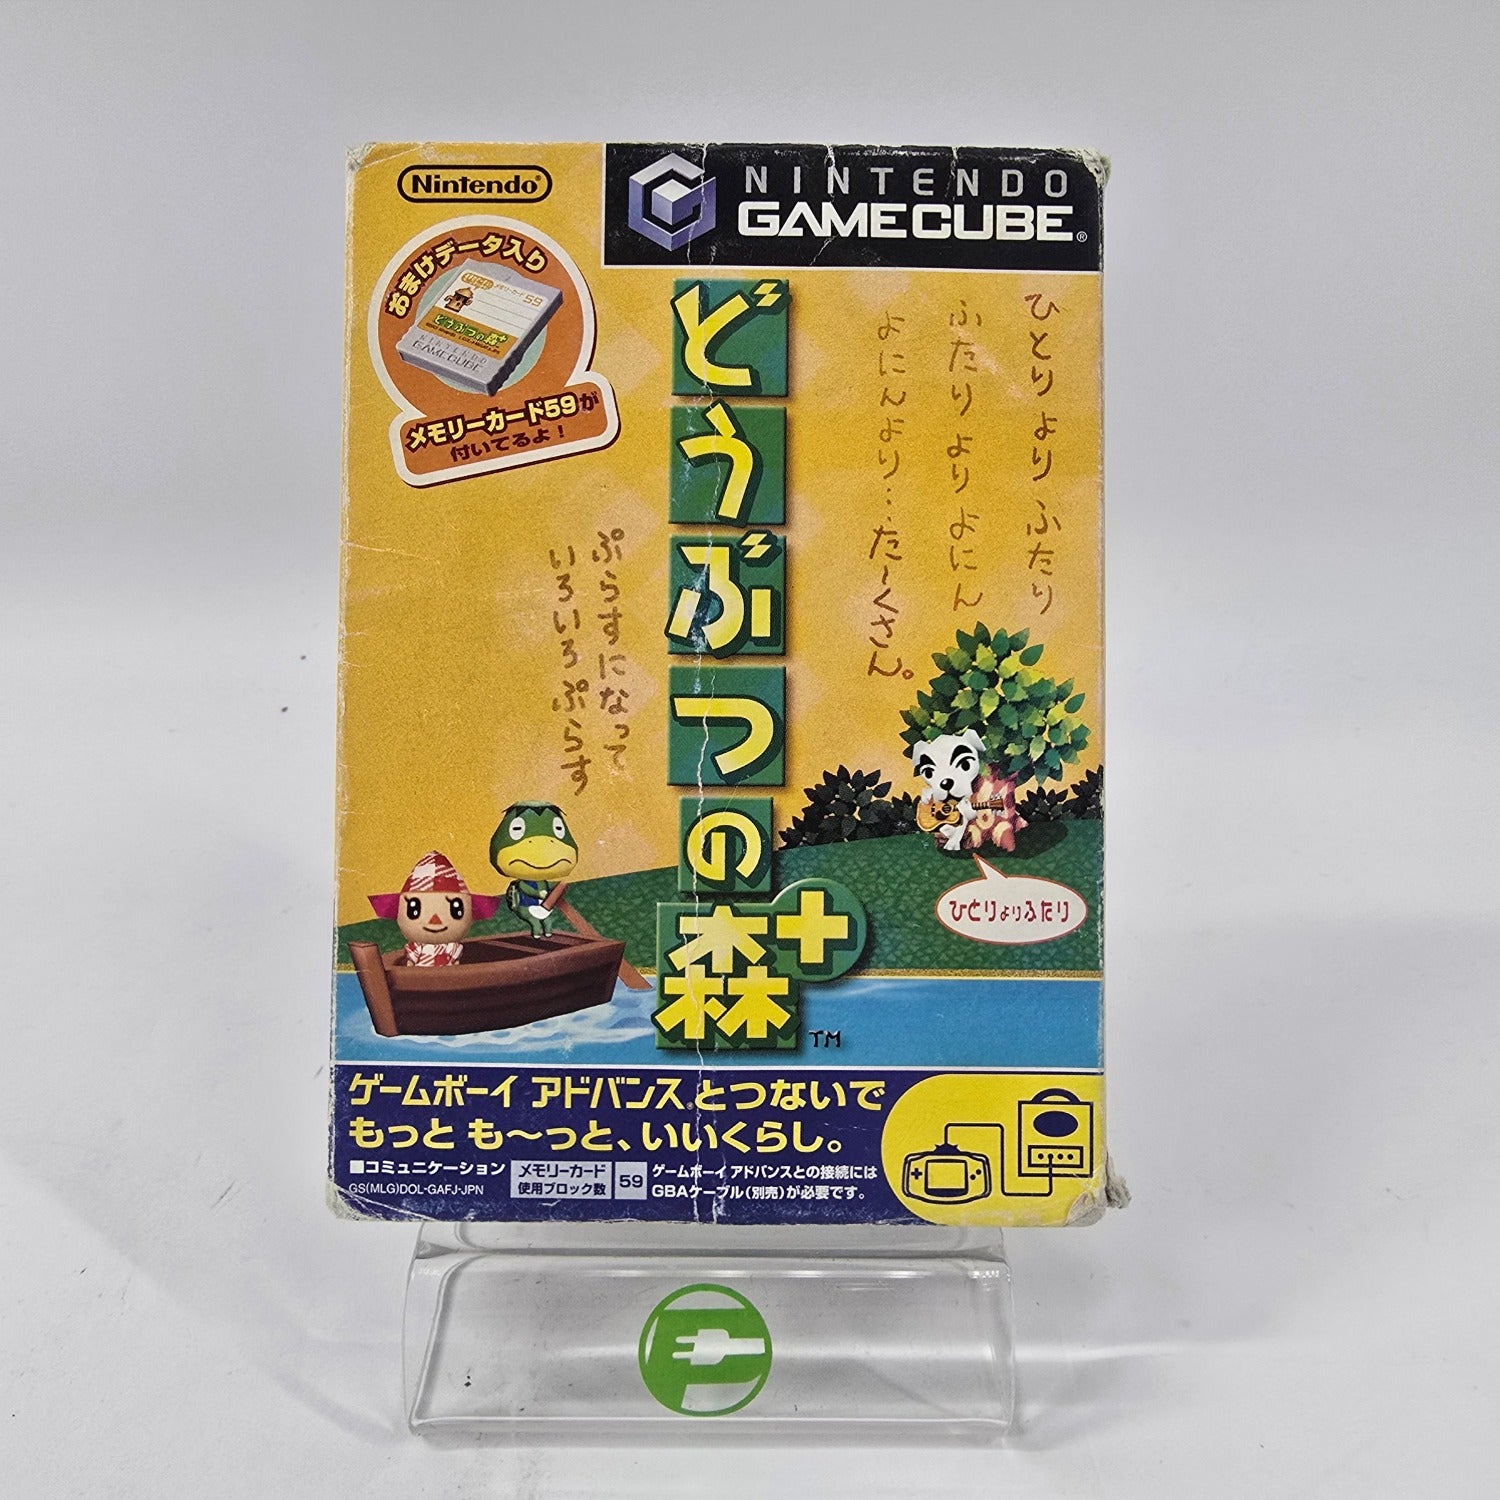 Nintendo®
NINTENDO
GAMECUBE®
おまけデータ入り
メモリーカード 59
どうぶつの森+
NINTENDO
GAMECUBE
メモリーカード59が
付いてるよ!
どうぶつの森+
TM
ひとりより ふたり
ふたりより よにん
よにんより…た〜くさん。
ぷらすになって
いろいろ ぷらす
ひとりよりふたり
ゲームボーイ アドバンス®とつないで
もっと も〜っと、いいくらし。
■コミュニケーション
メモリーカード
使用ブロック数
59
ゲームボーイ アドバンスとの接続には
GBAケーブル(別売)が必要です。
GS(MLG)DOL-GAFJ-JPN